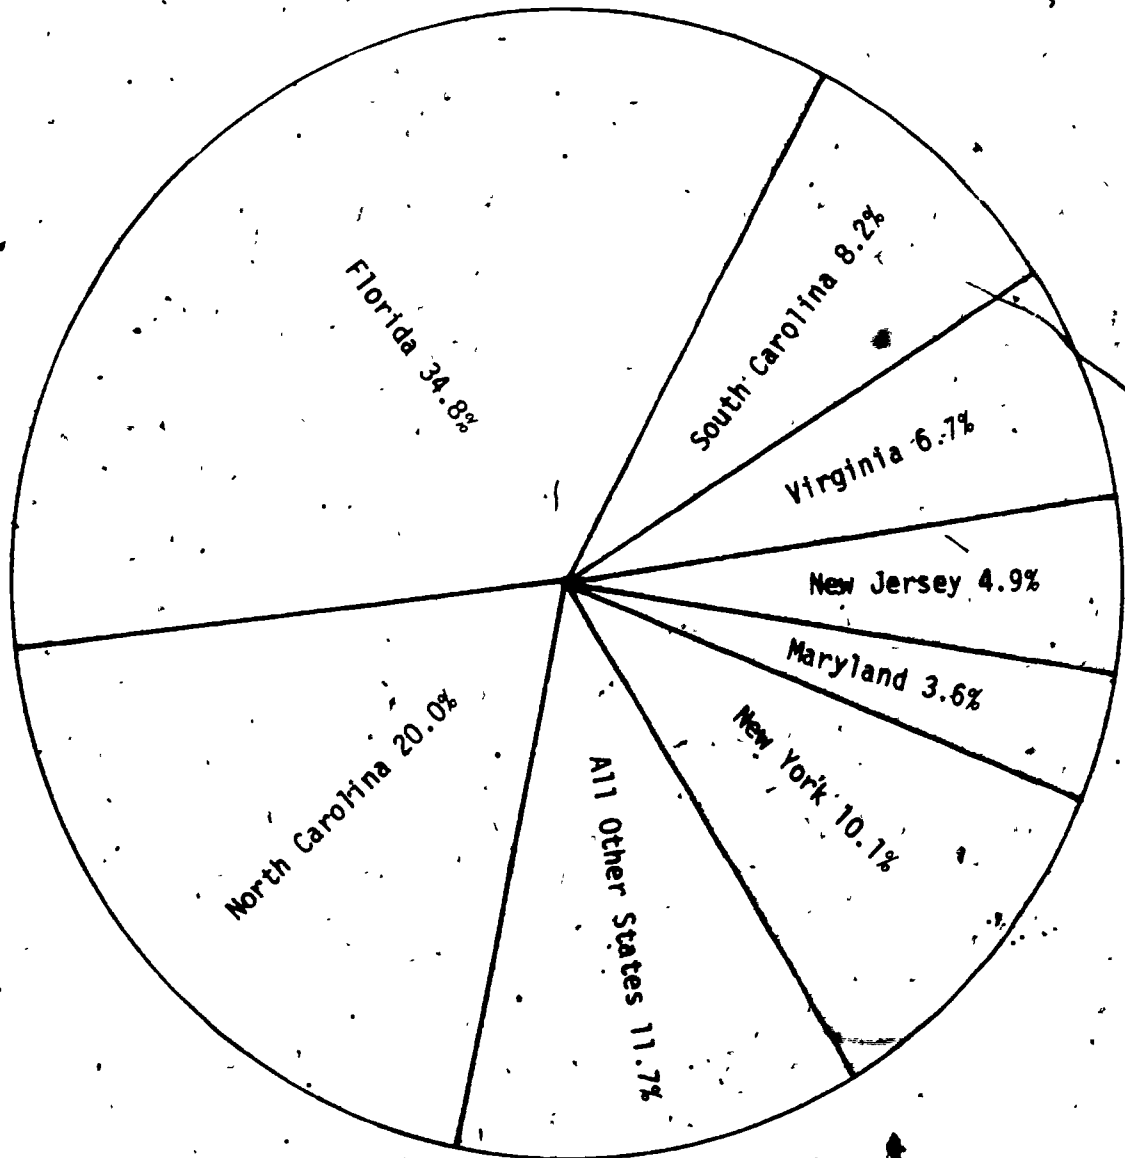 Florida 34.8%
South Carolina 8.2%
Virginia 6.7%
New Jersey 4.9%
Maryland 3.6%
New York 10.1%
All Other States 11.7%
North Carolina 20.0%